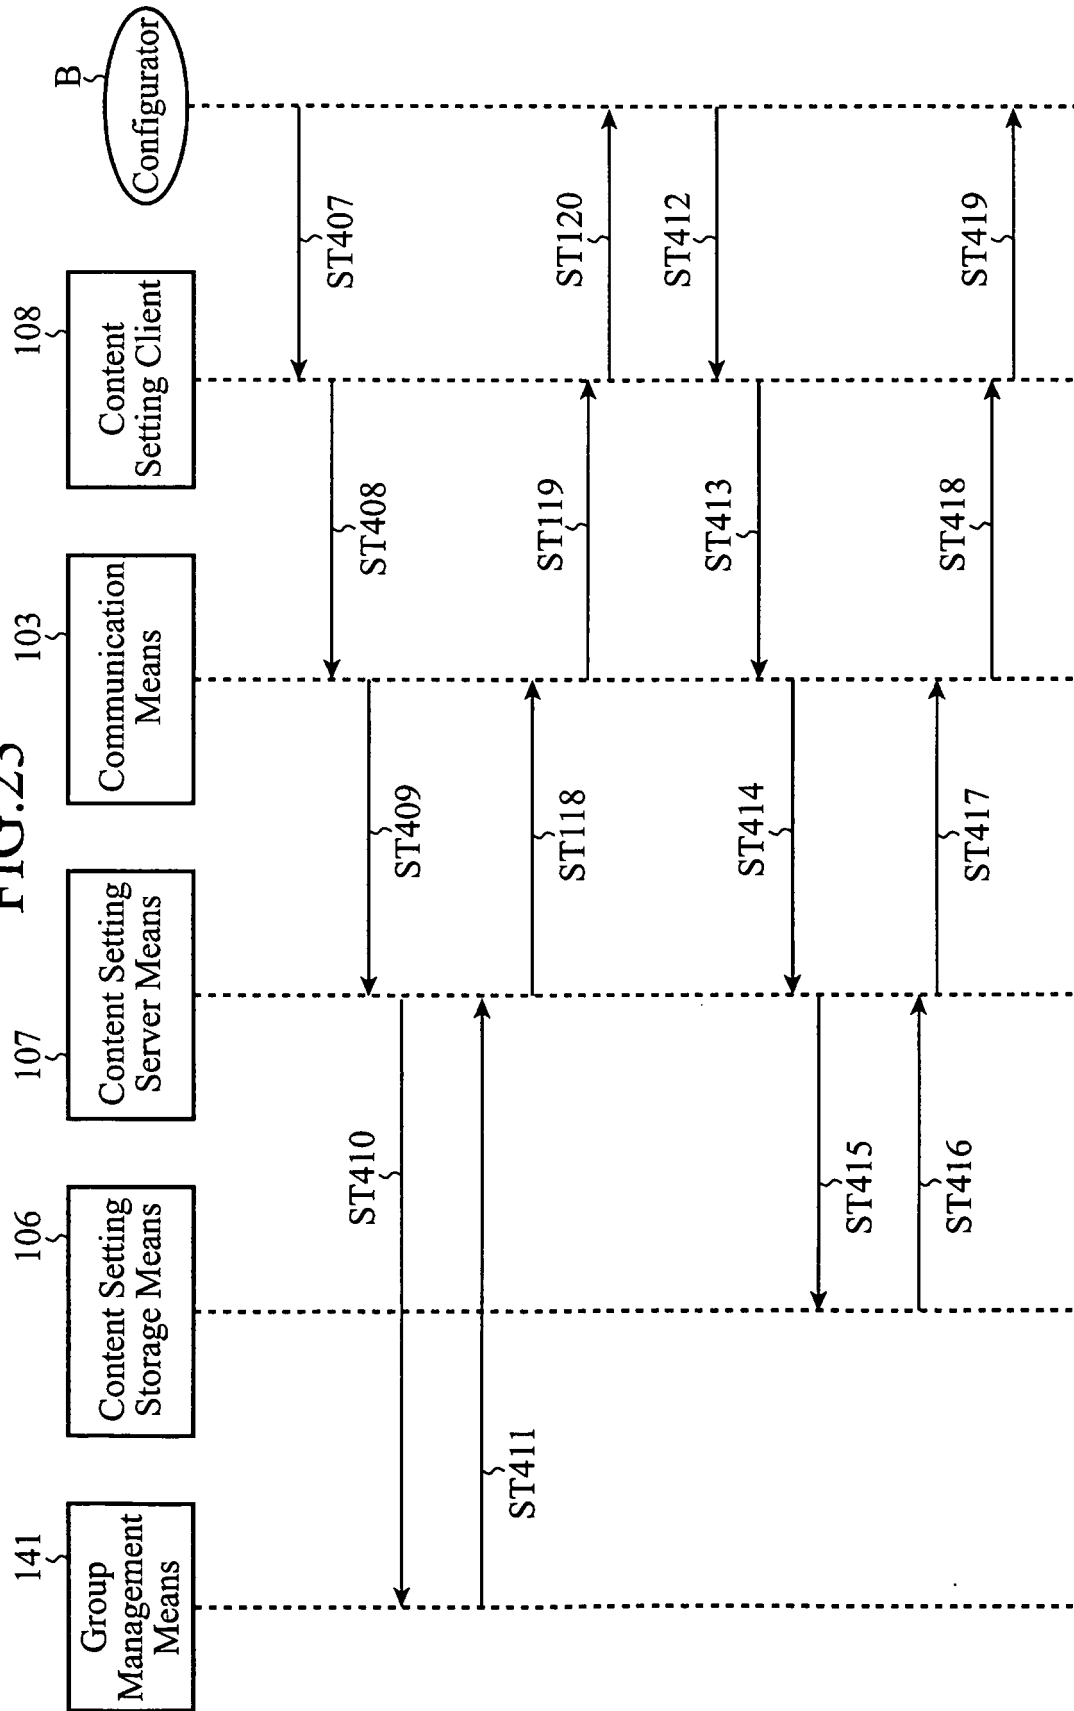 FIG.23
141
106
107
103
108
B
Group
Management
Means
Content Setting
Storage Means
Content Setting
Server Means
Communication
Means
Content
Setting Client
Configurator
ST407
ST408
ST409
ST410
ST411
ST118
ST119
ST120
ST412
ST413
ST414
ST415
ST416
ST417
ST418
ST419